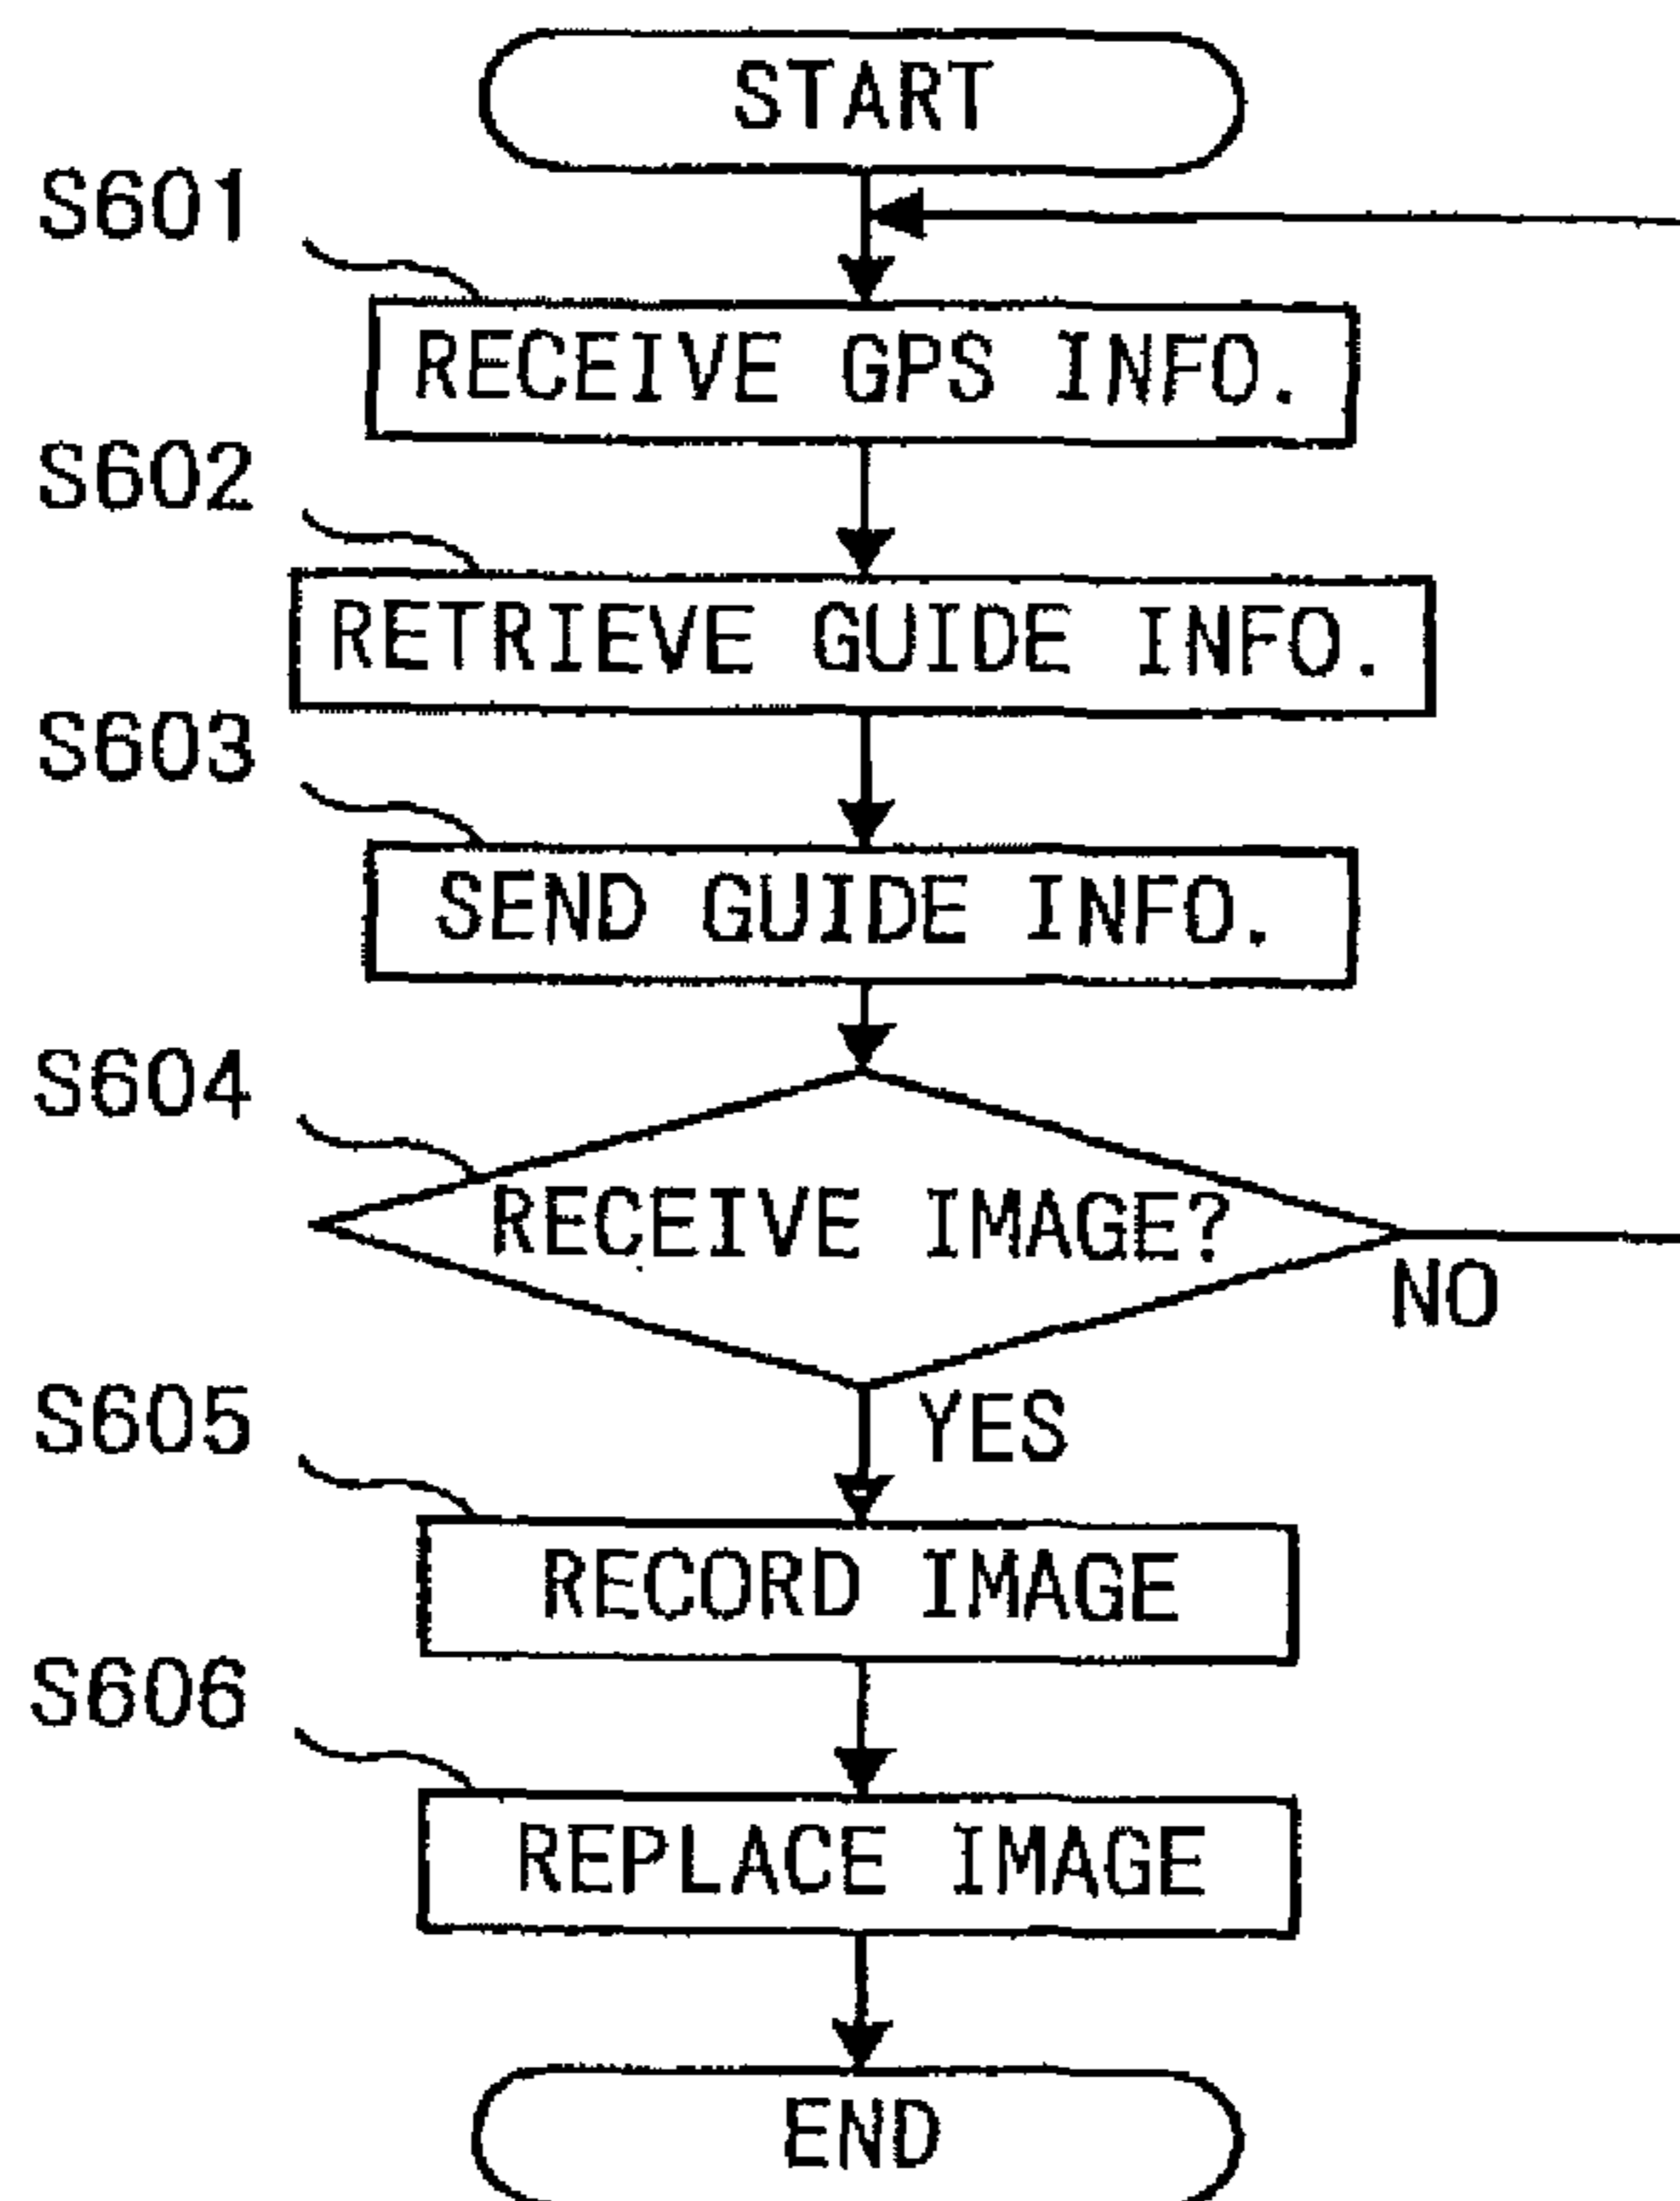 START
S601
RECEIVE GPS INFO.
S602
RETRIEVE GUIDE INFO.
S603
SEND GUIDE INFO.
S604
RECEIVE IMAGE?
NO
YES
S605
RECORD IMAGE
S606
REPLACE IMAGE
END